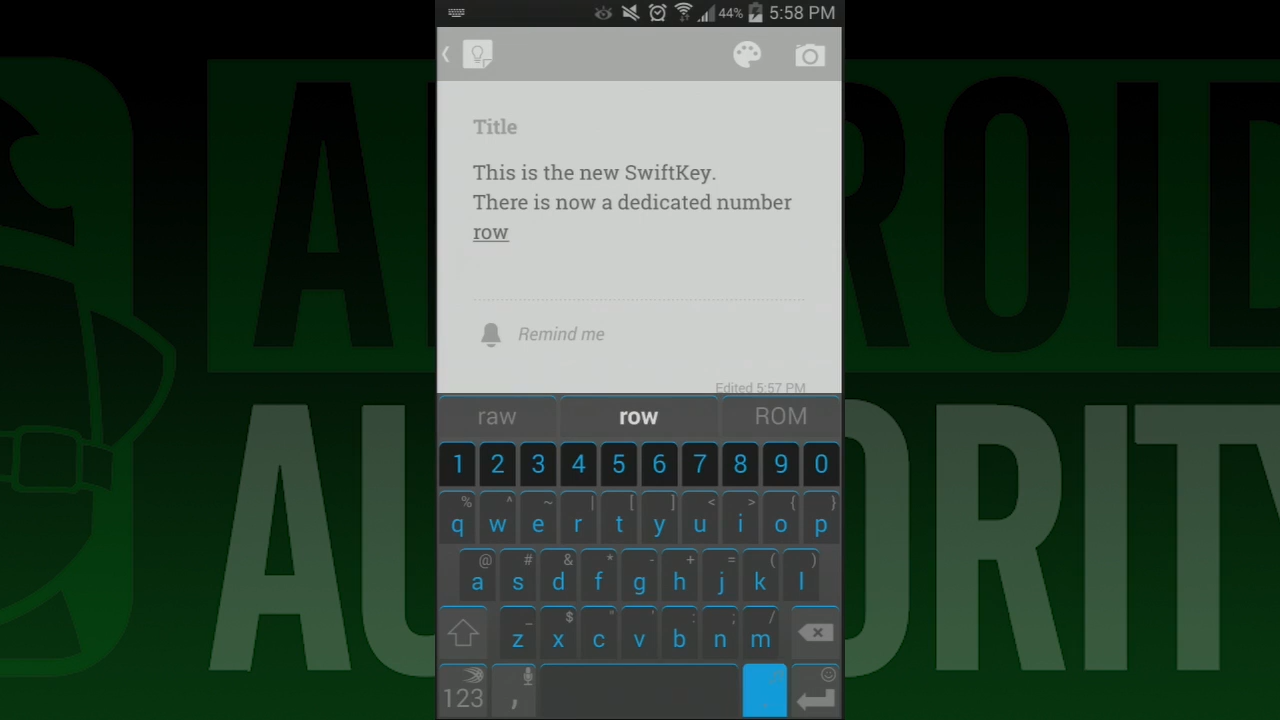 44% 5:58 PM
Title
This is the new SwiftKey.
There is now a dedicated number
row
Remind me
Edited 5:57 PM
raw row ROM
1 2 3 4 5 6 7 8 9 0
% ^ ~ | [ ] < > { }
q w e r t y u i o p
@ # & * - + = ( )
a s d f g h j k l
_ $ " ' : ; /
z x c v b n m
123 , .
AUTHORITY